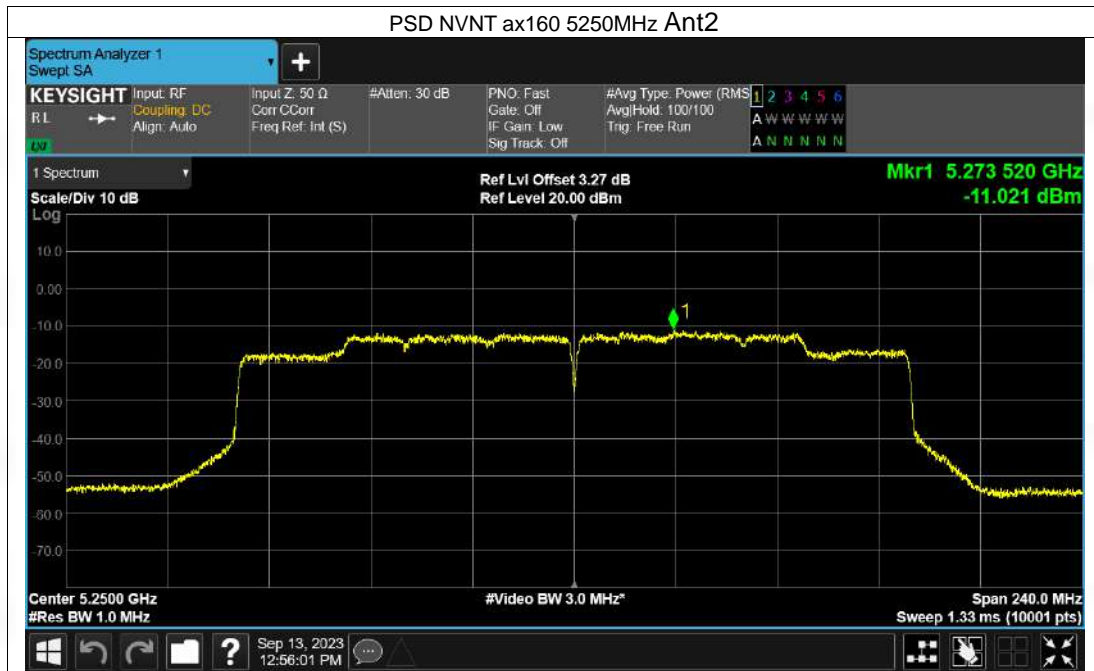 PSD NVNT ax160 5250MHz Ant2
Spectrum Analyzer 1
Swept SA
KEYSIGHT Input: RF Input Z: 50 Ω #Atten: 30 dB PNO: Fast #Avg Type: Power (RMS 1 2 3 4 5 6
RL Coupling: DC Corr CCorr Gate: Off Avg|Hold: 100/100 A W W W W W
Align: Auto Freq Ref: Int (S) IF Gain: Low Trig: Free Run
LXI Sig Track: Off A N N N N N
1 Spectrum Ref Lvl Offset 3.27 dB Mkr1 5.273 520 GHz
Scale/Div 10 dB Ref Level 20.00 dBm -11.021 dBm
Log
10.0
0.00
1
-10.0
-20.0
-30.0
-40.0
-50.0
-60.0
-70.0
Center 5.2500 GHz #Video BW 3.0 MHz* Span 240.0 MHz
#Res BW 1.0 MHz Sweep 1.33 ms (10001 pts)
? Sep 13, 2023
12:56:01 PM